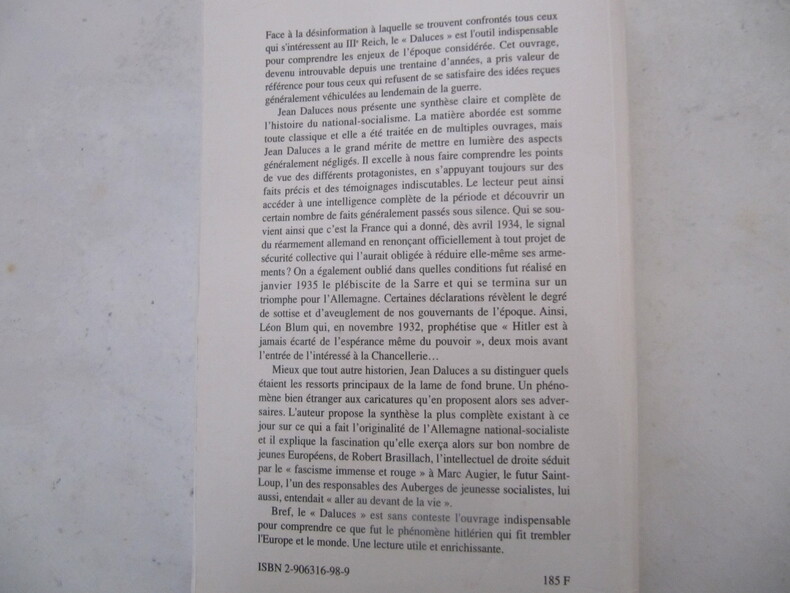 Face à la désinformation à laquelle se trouvent confrontés tous ceux
qui s'intéressent au IIIe Reich, le « Daluces » est l'outil indispensable
pour comprendre les enjeux de l'époque considérée. Cet ouvrage,
devenu introuvable depuis une trentaine d'années, a pris valeur de
référence pour tous ceux qui refusent de se satisfaire des idées reçues
généralement véhiculées au lendemain de la guerre.
Jean Daluces nous présente une synthèse claire et complète de
l'histoire du national-socialisme. La matière abordée est somme
toute classique et elle a été traitée en de multiples ouvrages, mais
Jean Daluces a le grand mérite de mettre en lumière des aspects
généralement négligés. Il excelle à nous faire comprendre les points
de vue des différents protagonistes, en s'appuyant toujours sur des
faits précis et des témoignages indiscutables. Le lecteur peut ainsi
accéder à une intelligence complète de la période et découvrir un
certain nombre de faits généralement passés sous silence. Qui se sou-
vient ainsi que c'est la France qui a donné, dès avril 1934, le signal
du réarmement allemand en renonçant officiellement à tout projet de
sécurité collective qui l'aurait obligée à réduire elle-même ses arme-
ments ? On a également oublié dans quelles conditions fut réalisé en
janvier 1935 le plébiscite de la Sarre et qui se termina sur un
triomphe pour l'Allemagne. Certaines déclarations révèlent le degré
de sottise et d'aveuglement de nos gouvernants de l'époque. Ainsi,
Léon Blum qui, en novembre 1932, prophétise que « Hitler est à
jamais écarté de l'espérance même du pouvoir », deux mois avant
l'entrée de l'intéressé à la Chancellerie...
Mieux que tout autre historien, Jean Daluces a su distinguer quels
étaient les ressorts principaux de la lame de fond brune. Un phéno-
mène bien étranger aux caricatures qu'en proposent alors ses adver-
saires. L'auteur propose la synthèse la plus complète existant à ce
jour sur ce qui a fait l'originalité de l'Allemagne national-socialiste
et il explique la fascination qu'elle exerça alors sur bon nombre de
jeunes Européens, de Robert Brasillach, l'intellectuel de droite séduit
par le « fascisme immense et rouge » à Marc Augier, le futur Saint-
Loup, l'un des responsables des Auberges de jeunesse socialistes, lui
aussi, entendait « aller au devant de la vie ».
Bref, le « Daluces » est sans conteste l'ouvrage indispensable
pour comprendre ce que fut le phénomène hitlérien qui fit trembler
l'Europe et le monde. Une lecture utile et enrichissante.
ISBN 2-906316-98-9
185 F